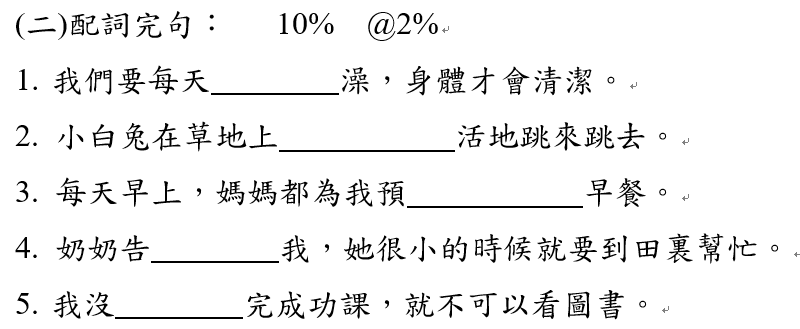 (二)配詞完句： 10% @2%
1. 我們要每天________澡，身體才會清潔。
2. 小白兔在草地上___________活地跳來跳去。
3. 每天早上，媽媽都為我預___________早餐。
4. 奶奶告________我，她很小的時候就要到田裏幫忙。
5. 我沒________完成功課，就不可以看圖書。